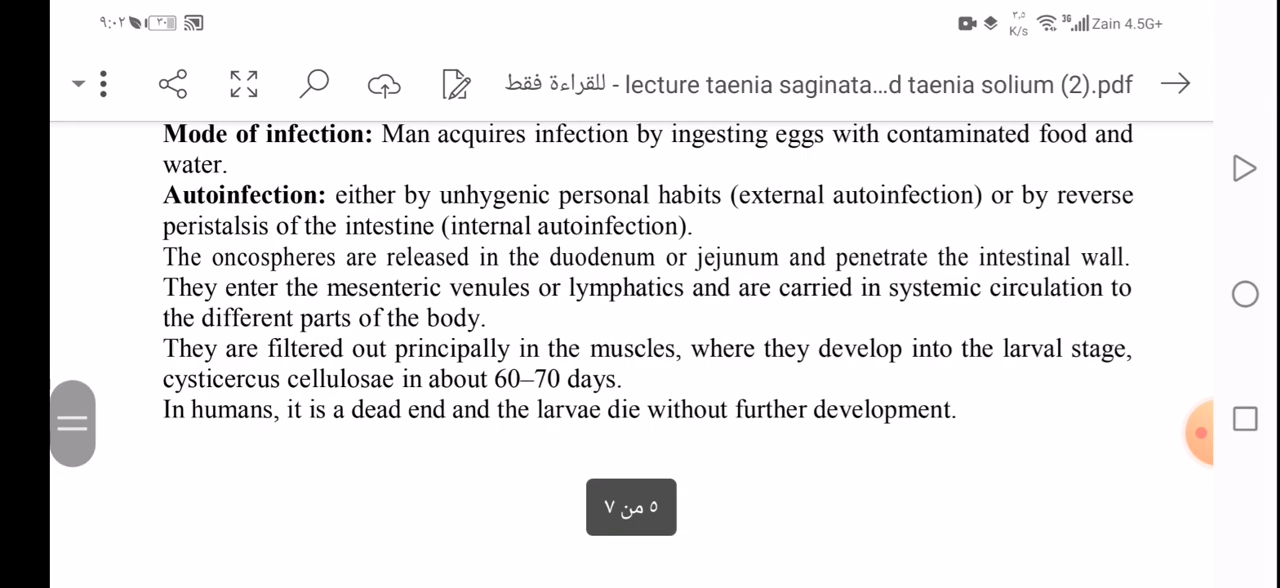 ٩:٠٢
٣٠
٣,٥ K/s
3G
Zain 4.5G+
للقراءة فقط - lecture taenia saginata...d taenia solium (2).pdf
Mode of infection: Man acquires infection by ingesting eggs with contaminated food and
water.
Autoinfection: either by unhygenic personal habits (external autoinfection) or by reverse
peristalsis of the intestine (internal autoinfection).
The oncospheres are released in the duodenum or jejunum and penetrate the intestinal wall.
They enter the mesenteric venules or lymphatics and are carried in systemic circulation to
the different parts of the body.
They are filtered out principally in the muscles, where they develop into the larval stage,
cysticercus cellulosae in about 60–70 days.
In humans, it is a dead end and the larvae die without further development.
٥ من ٧